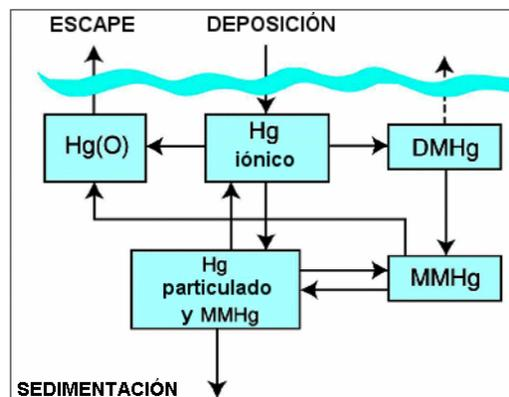 ESCAPE
DEPOSICIÓN
Hg(O)
Hg
iónico
DMHg
Hg
particulado
y MMHg
MMHg
SEDIMENTACIÓN